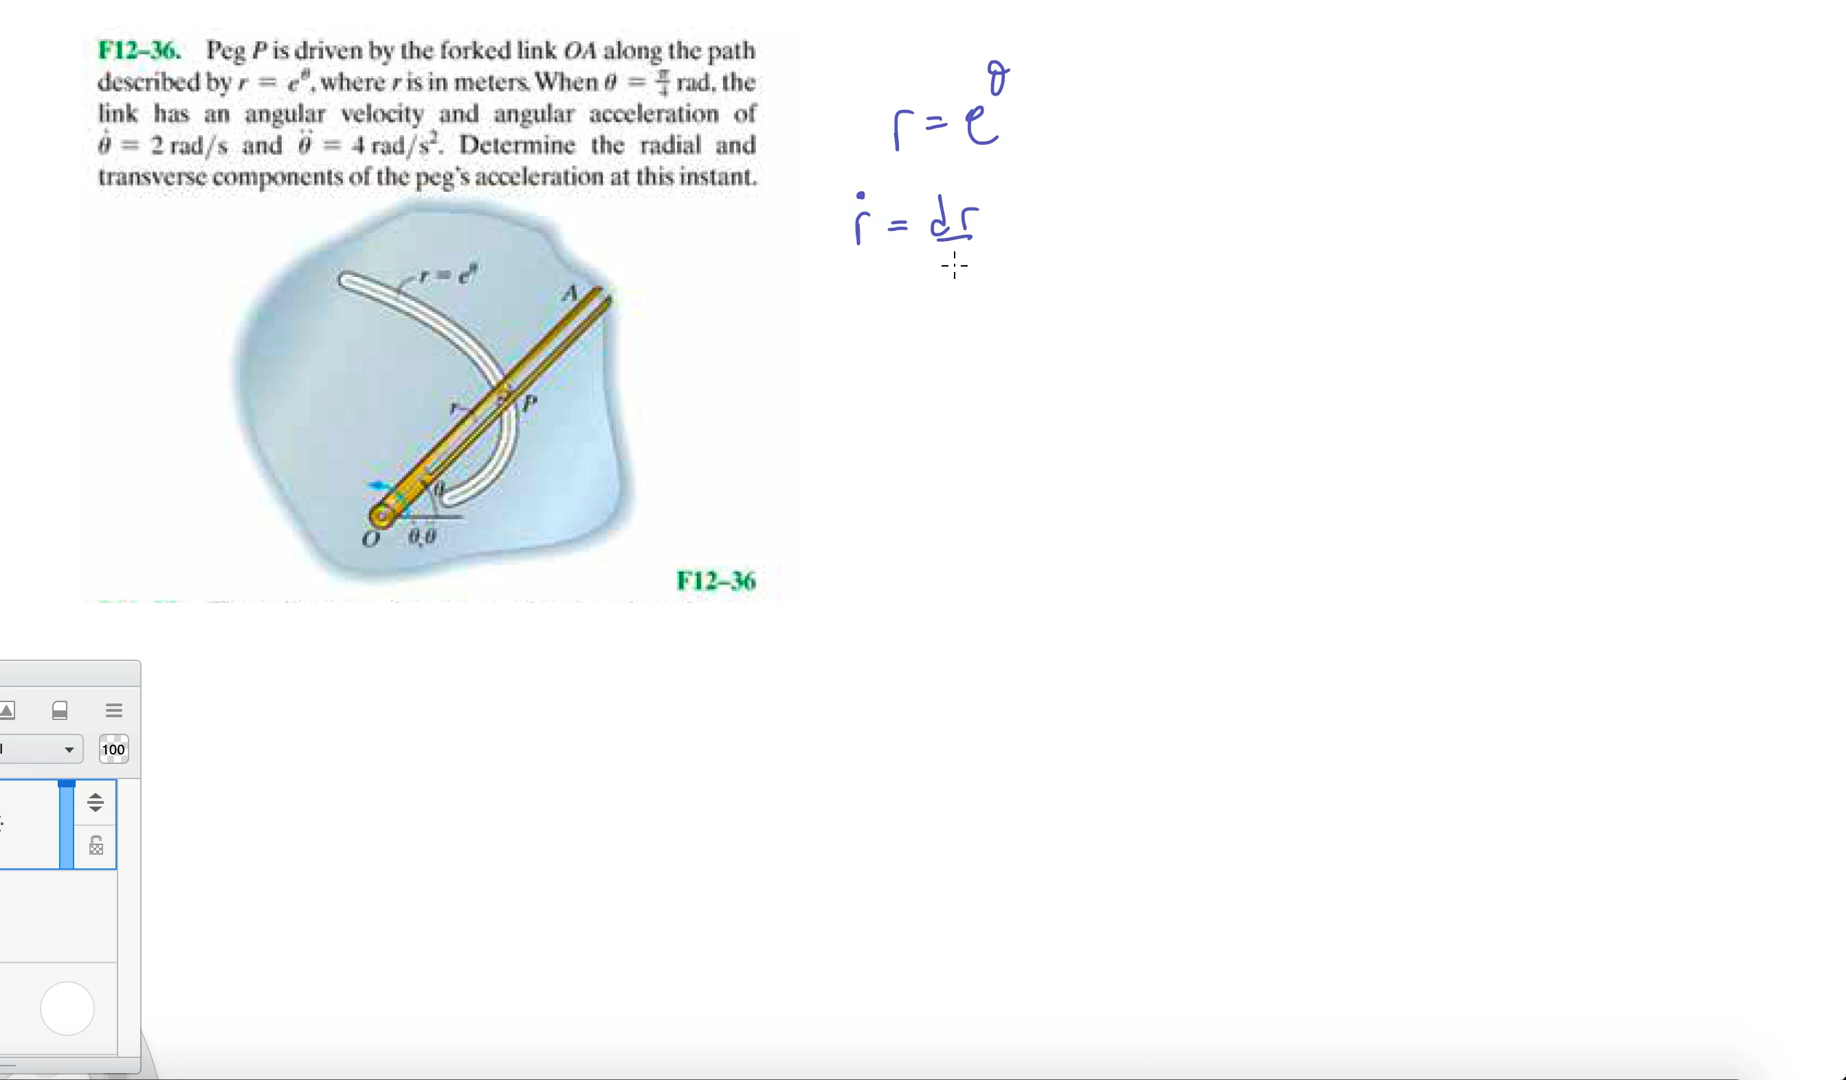 F12–36. Peg P is driven by the forked link OA along the path
described by r = e^θ, where r is in meters. When θ = π/4 rad, the
link has an angular velocity and angular acceleration of
θ̇ = 2 rad/s and θ̈ = 4 rad/s². Determine the radial and
transverse components of the peg's acceleration at this instant.
r = e^θ
ṙ = dr
r = e^θ
A
r
P
θ
O
θ̇,θ̈
F12–36
100